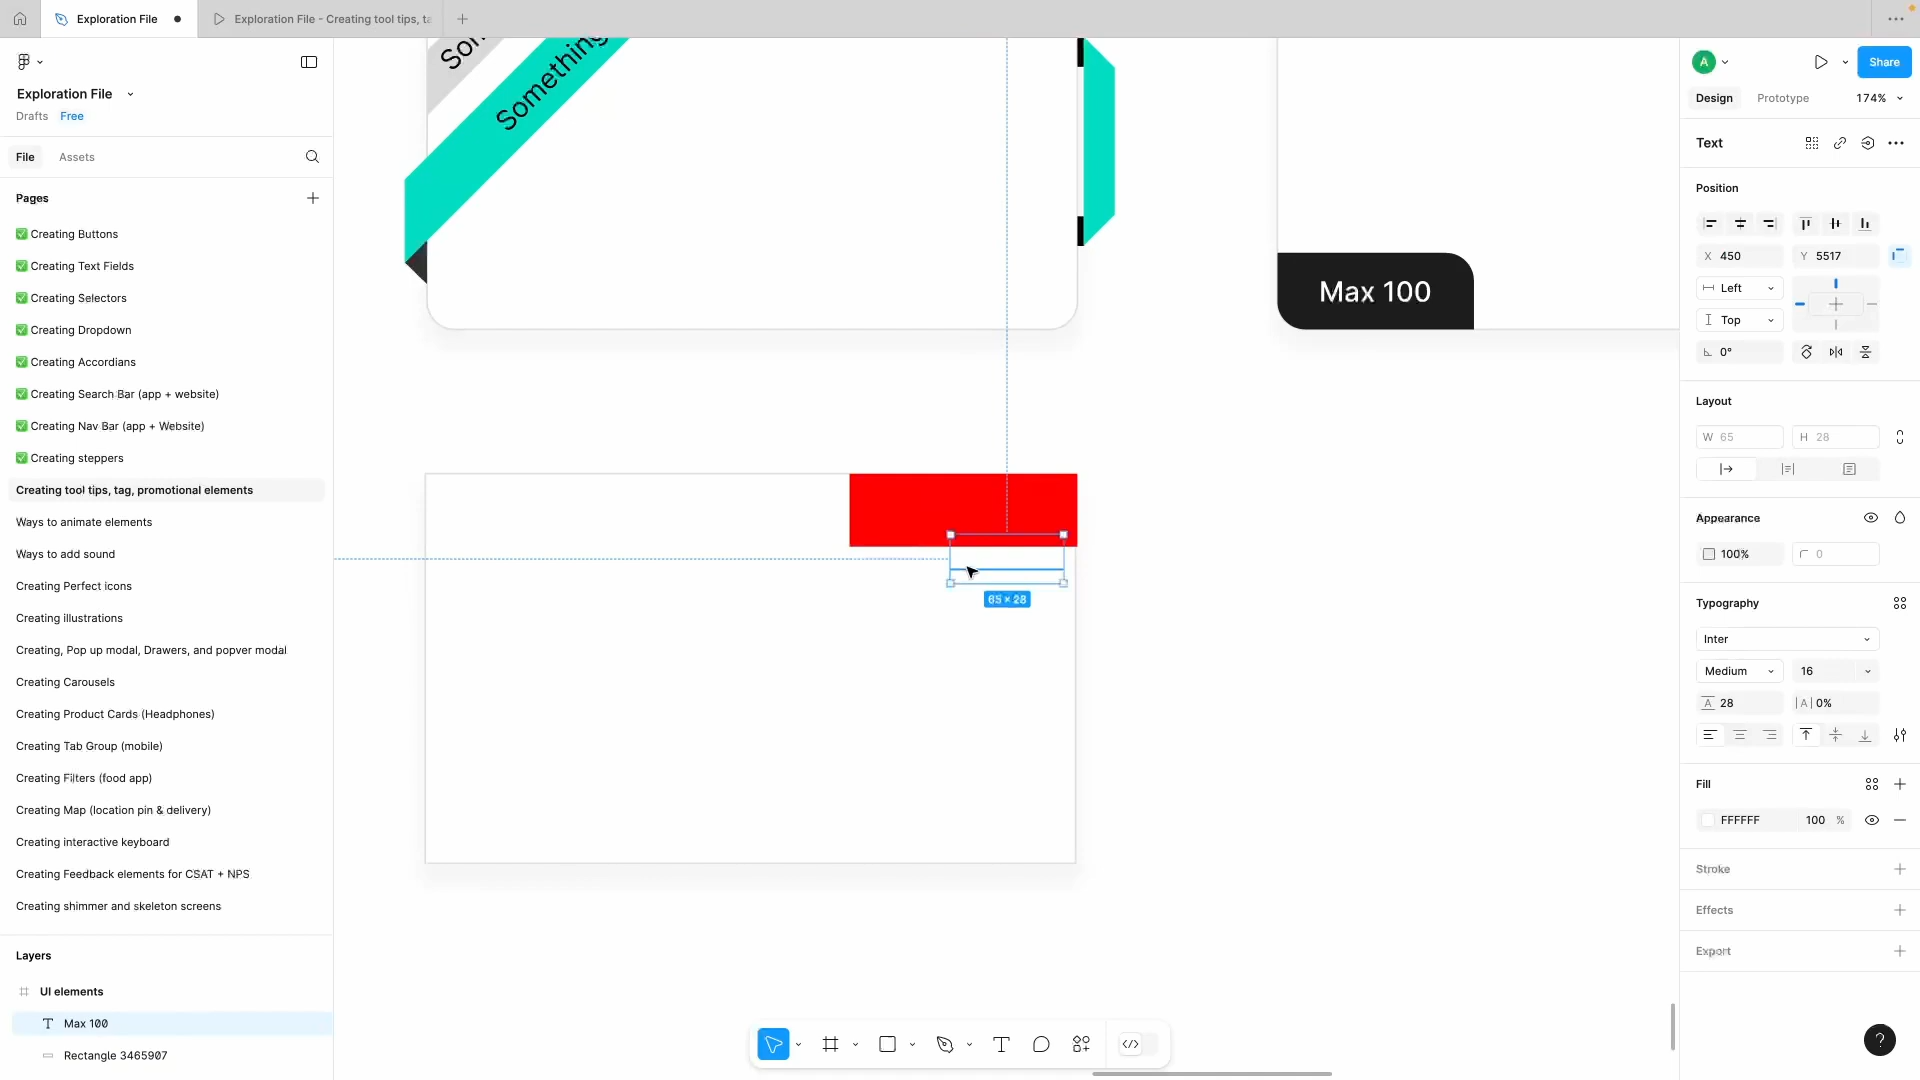 Exploration File
Exploration File - Creating tool tips, ta
Exploration File
Drafts Free
File Assets
Pages
Creating Buttons
Creating Text Fields
Creating Selectors
Creating Dropdown
Creating Accordians
Creating Search Bar (app + website)
Creating Nav Bar (app + Website)
Creating steppers
Creating tool tips, tag, promotional elements
Ways to animate elements
Ways to add sound
Creating Perfect icons
Creating illustrations
Creating, Pop up modal, Drawers, and popver modal
Creating Carousels
Creating Product Cards (Headphones)
Creating Tab Group (mobile)
Creating Filters (food app)
Creating Map (location pin & delivery)
Creating interactive keyboard
Creating Feedback elements for CSAT + NPS
Creating shimmer and skeleton screens
Layers
UI elements
Max 100
Rectangle 3465907
Som
Something
Max 100
65 × 28
A
Share
Design Prototype 174%
Text
Position
X 450 Y 5517
Left
Top
0°
Layout
W 65 H 28
Appearance
100% 0
Typography
Inter
Medium 16
A 28 |A| 0%
Fill
FFFFFF 100 %
Stroke
Effects
Export
?